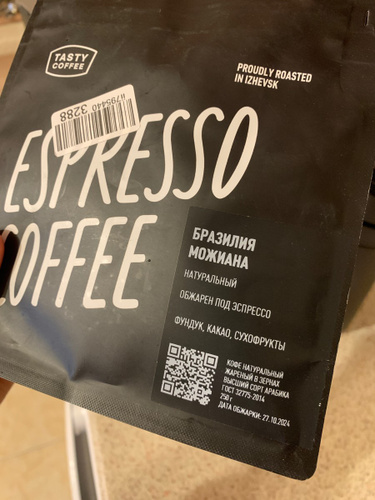 TASTY
COFFEE
PROUDLY ROASTED
IN IZHEVSK
H795440 3288
ESPRESSO
COFFEE
БРАЗИЛИЯ
МОЖИАНА
НАТУРАЛЬНЫЙ
ОБЖАРЕН ПОД ЭСПРЕССО
ФУНДУК, КАКАО, СУХОФРУКТЫ
КОФЕ НАТУРАЛЬНЫЙ
ЖАРЕНЫЙ В ЗЕРНАХ
ВЫСШИЙ СОРТ АРАБИКА
ГОСТ 32775-2014
250 г
ДАТА ОБЖАРКИ: 27.10.2024